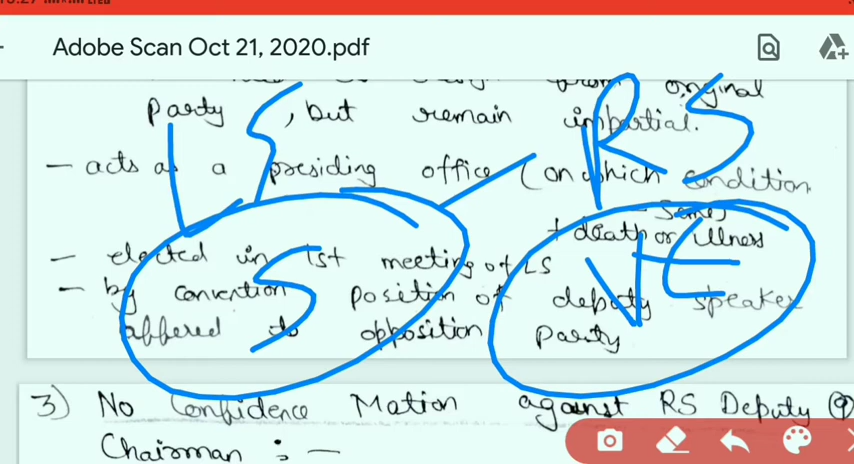 Adobe Scan Oct 21, 2020.pdf
from original
party, but remain impartial.
— acts as a presiding office (on which condition
same,
+ death or illness
— elected in 1st meeting of LS
— by convention position of deputy speaker
affered to opposition party
3) No Confidence Motion against RS Deputy
Chairman : —
LS
RS
S
VE